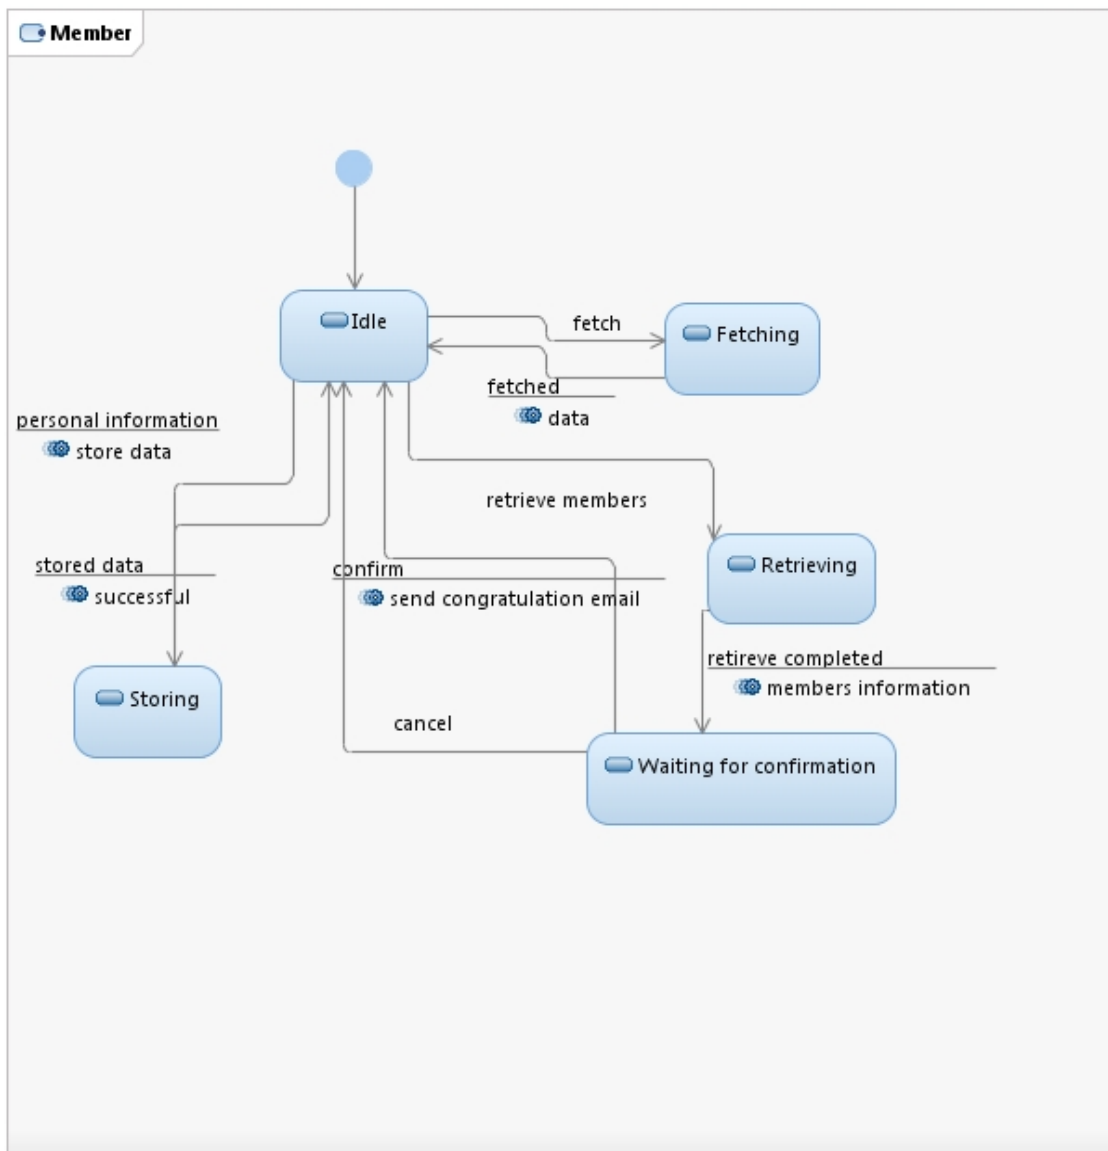 Member
Idle
fetch
Fetching
fetched
data
personal information
store data
retrieve members
stored data
successful
confirm
send congratulation email
Retrieving
retireve completed
members information
Storing
cancel
Waiting for confirmation